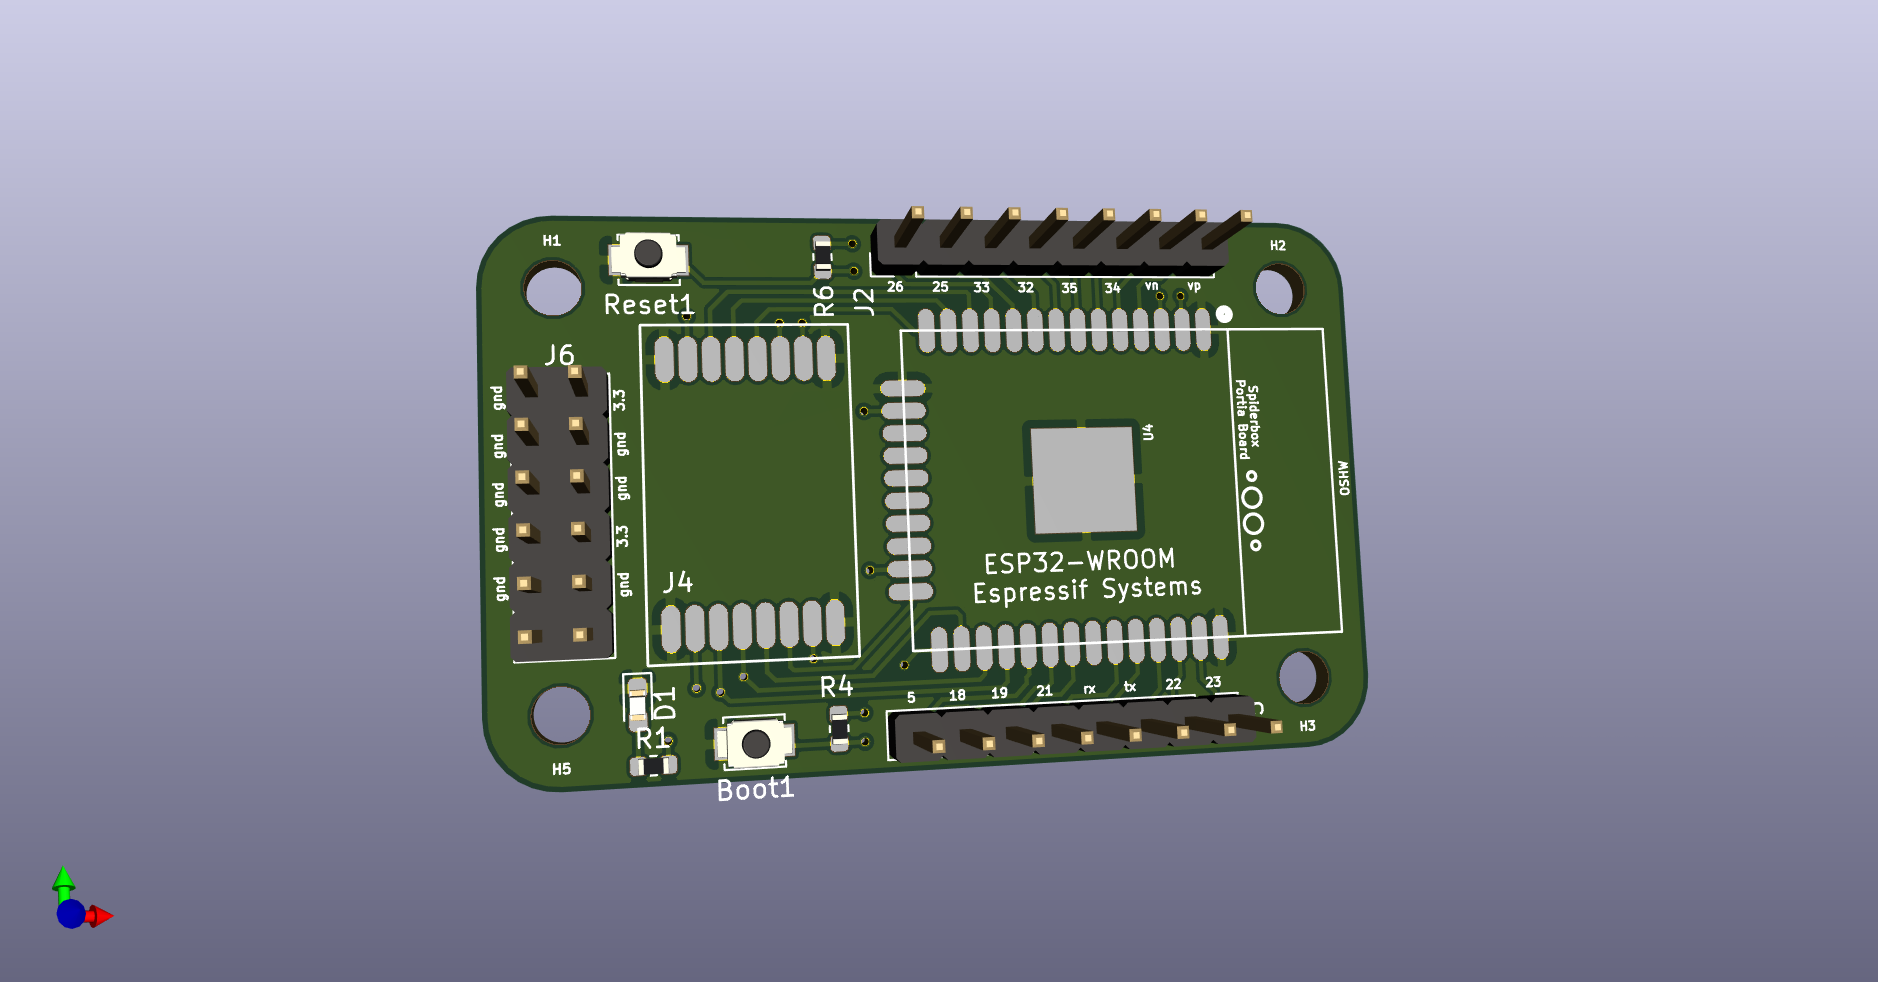 H1
H2
Reset1
R6
J2
26 25 33 32 35 34 vn vp
J6
gnd 3.3
gnd gnd
gnd gnd
gnd 3.3
gnd gnd
U4
Spiderbox
Portia Board
OSHW
ESP32-WROOM
Espressif Systems
J4
5 18 19 21 rx tx 22 23
R4
D1
R1
H3
H5
Boot1